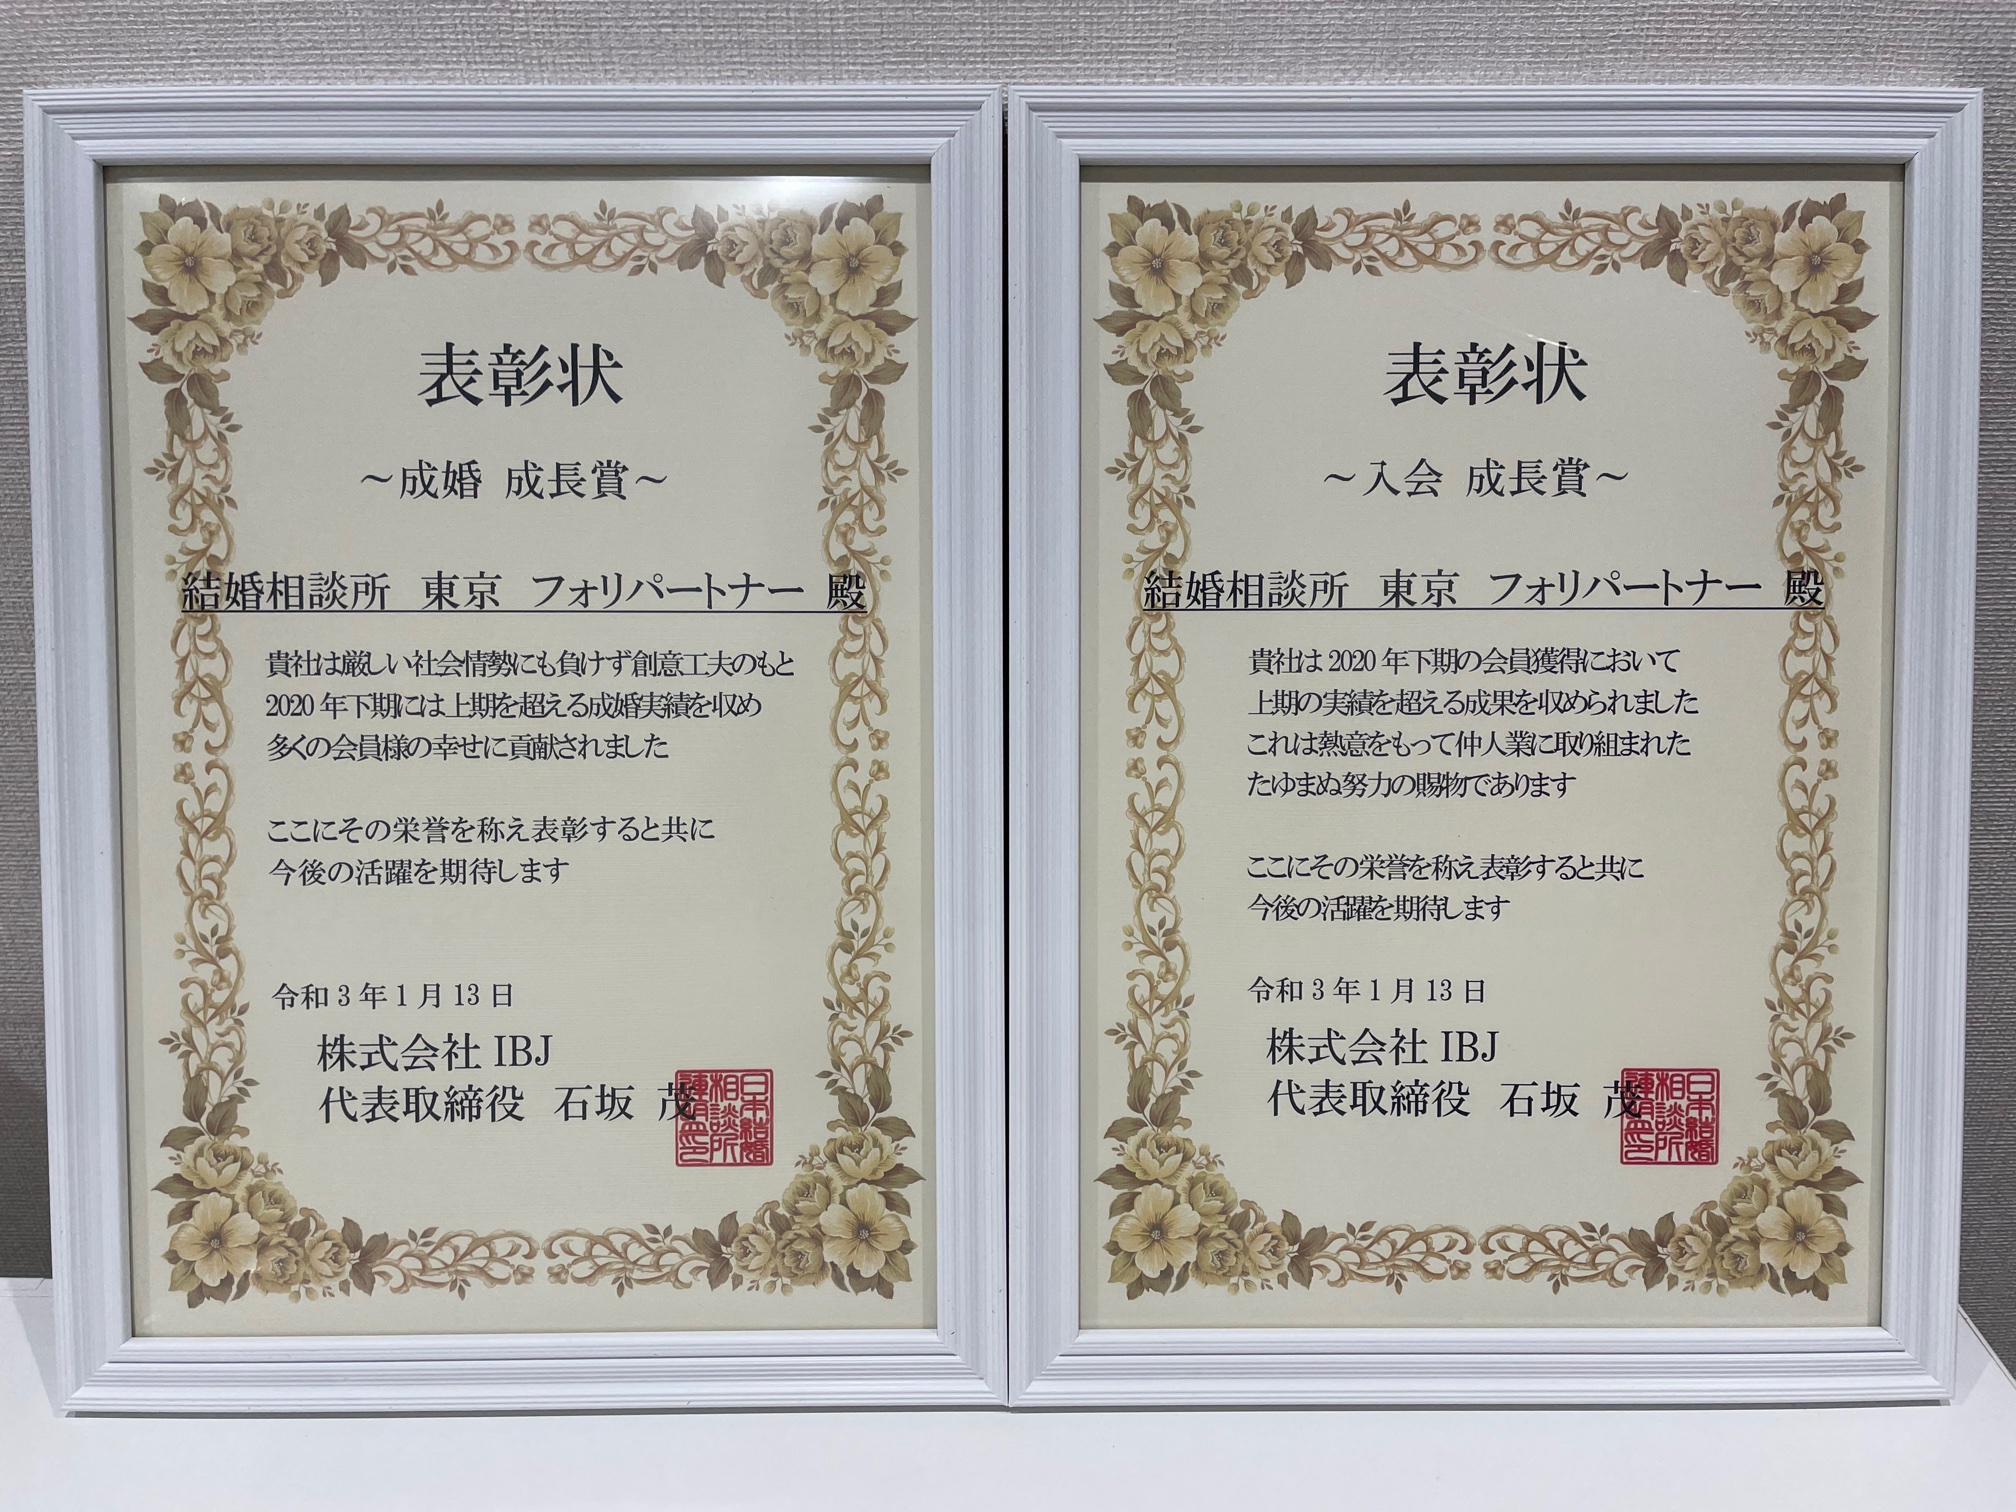 表彰状
～成婚 成長賞～
結婚相談所 東京 フォリパートナー 殿
貴社は厳しい社会情勢にも負けず創意工夫のもと
2020年下期には上期を超える成婚実績を収め
多くの会員様の幸せに貢献されました
ここにその栄誉を称え表彰すると共に
今後の活躍を期待します
令和3年1月13日
株式会社IBJ
代表取締役 石坂 茂
日本結婚
相談所
連盟之印
表彰状
～入会 成長賞～
結婚相談所 東京 フォリパートナー 殿
貴社は2020年下期の会員獲得において
上期の実績を超える成果を収められました
これは熱意をもって仲人業に取り組まれた
たゆまぬ努力の賜物であります
ここにその栄誉を称え表彰すると共に
今後の活躍を期待します
令和3年1月13日
株式会社IBJ
代表取締役 石坂 茂
日本結婚
相談所
連盟之印